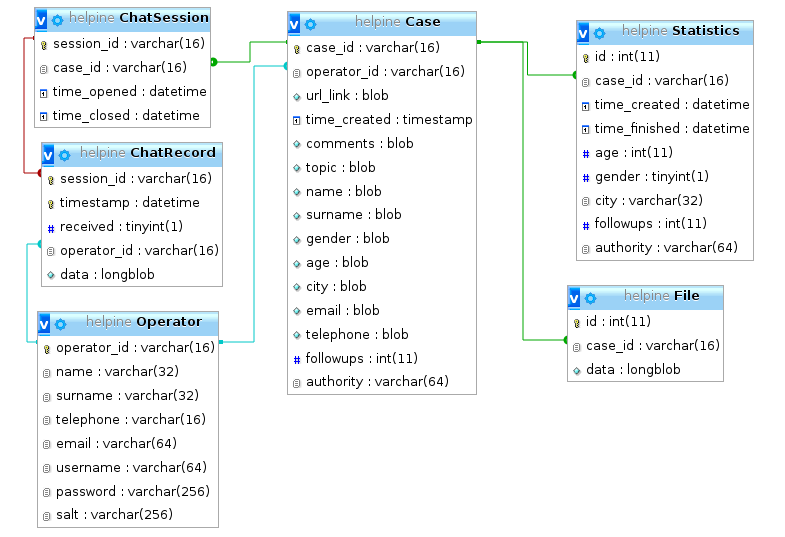 helpine ChatSession
session_id : varchar(16)
case_id : varchar(16)
time_opened : datetime
time_closed : datetime
helpine ChatRecord
session_id : varchar(16)
timestamp : datetime
received : tinyint(1)
operator_id : varchar(16)
data : longblob
helpine Operator
operator_id : varchar(16)
name : varchar(32)
surname : varchar(32)
telephone : varchar(16)
email : varchar(64)
username : varchar(64)
password : varchar(256)
salt : varchar(256)
helpine Case
case_id : varchar(16)
operator_id : varchar(16)
url_link : blob
time_created : timestamp
comments : blob
topic : blob
name : blob
surname : blob
gender : blob
age : blob
city : blob
email : blob
telephone : blob
followups : int(11)
authority : varchar(64)
helpine Statistics
id : int(11)
case_id : varchar(16)
time_created : datetime
time_finished : datetime
age : int(11)
gender : tinyint(1)
city : varchar(32)
followups : int(11)
authority : varchar(64)
helpine File
id : int(11)
case_id : varchar(16)
data : longblob